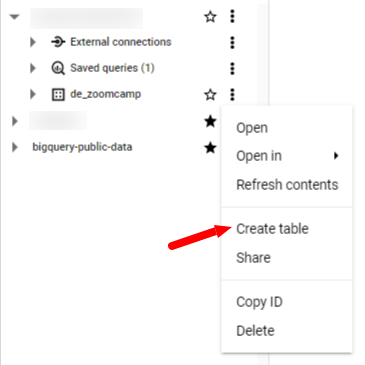 External connections
Saved queries (1)
de_zoomcamp
bigquery-public-data
Open
Open in
Refresh contents
Create table
Share
Copy ID
Delete